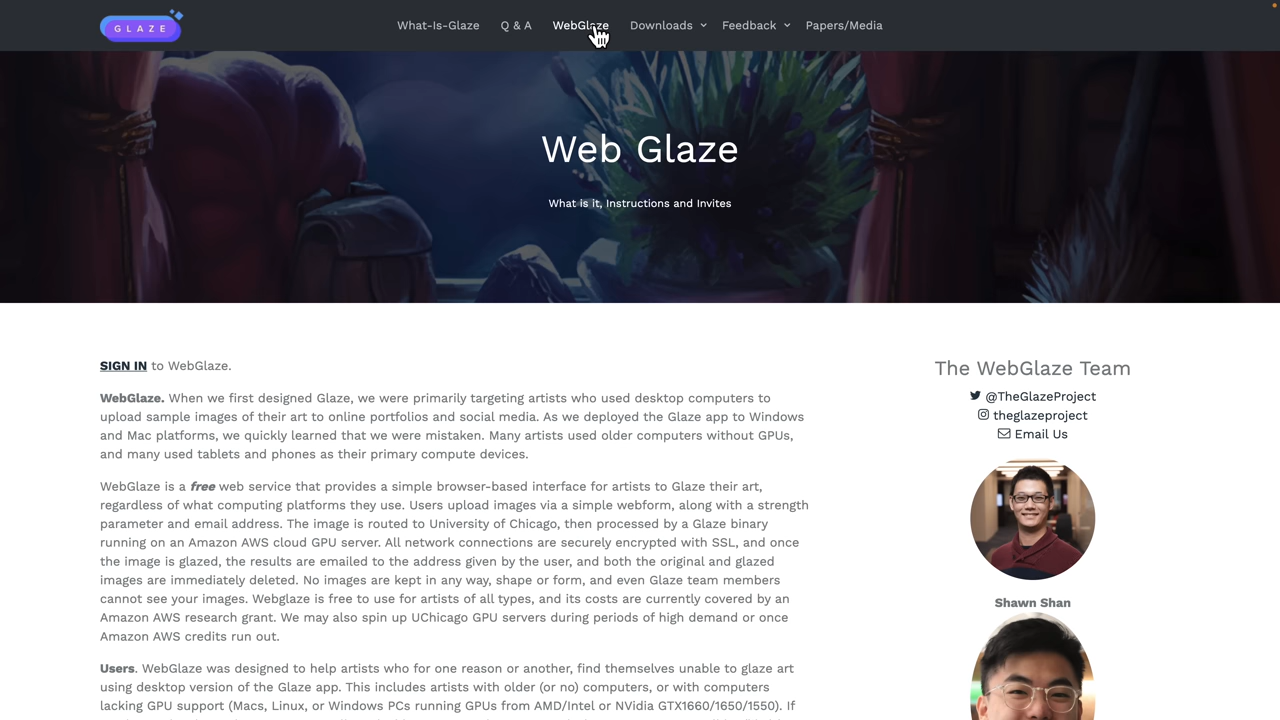 GLAZE
What-Is-Glaze Q & A WebGlaze Downloads Feedback Papers/Media
Web Glaze
What is it, Instructions and Invites
SIGN IN to WebGlaze.
WebGlaze. When we first designed Glaze, we were primarily targeting artists who used desktop computers to
upload sample images of their art to online portfolios and social media. As we deployed the Glaze app to Windows
and Mac platforms, we quickly learned that we were mistaken. Many artists used older computers without GPUs,
and many used tablets and phones as their primary compute devices.
WebGlaze is a free web service that provides a simple browser-based interface for artists to Glaze their art,
regardless of what computing platforms they use. Users upload images via a simple webform, along with a strength
parameter and email address. The image is routed to University of Chicago, then processed by a Glaze binary
running on an Amazon AWS cloud GPU server. All network connections are securely encrypted with SSL, and once
the image is glazed, the results are emailed to the address given by the user, and both the original and glazed
images are immediately deleted. No images are kept in any way, shape or form, and even Glaze team members
cannot see your images. Webglaze is free to use for artists of all types, and its costs are currently covered by an
Amazon AWS research grant. We may also spin up UChicago GPU servers during periods of high demand or once
Amazon AWS credits run out.
Users. WebGlaze was designed to help artists who for one reason or another, find themselves unable to glaze art
using desktop version of the Glaze app. This includes artists with older (or no) computers, or with computers
lacking GPU support (Macs, Linux, or Windows PCs running GPUs from AMD/Intel or NVidia GTX1660/1650/1550). If
The WebGlaze Team
@TheGlazeProject
theglazeproject
Email Us
Shawn Shan